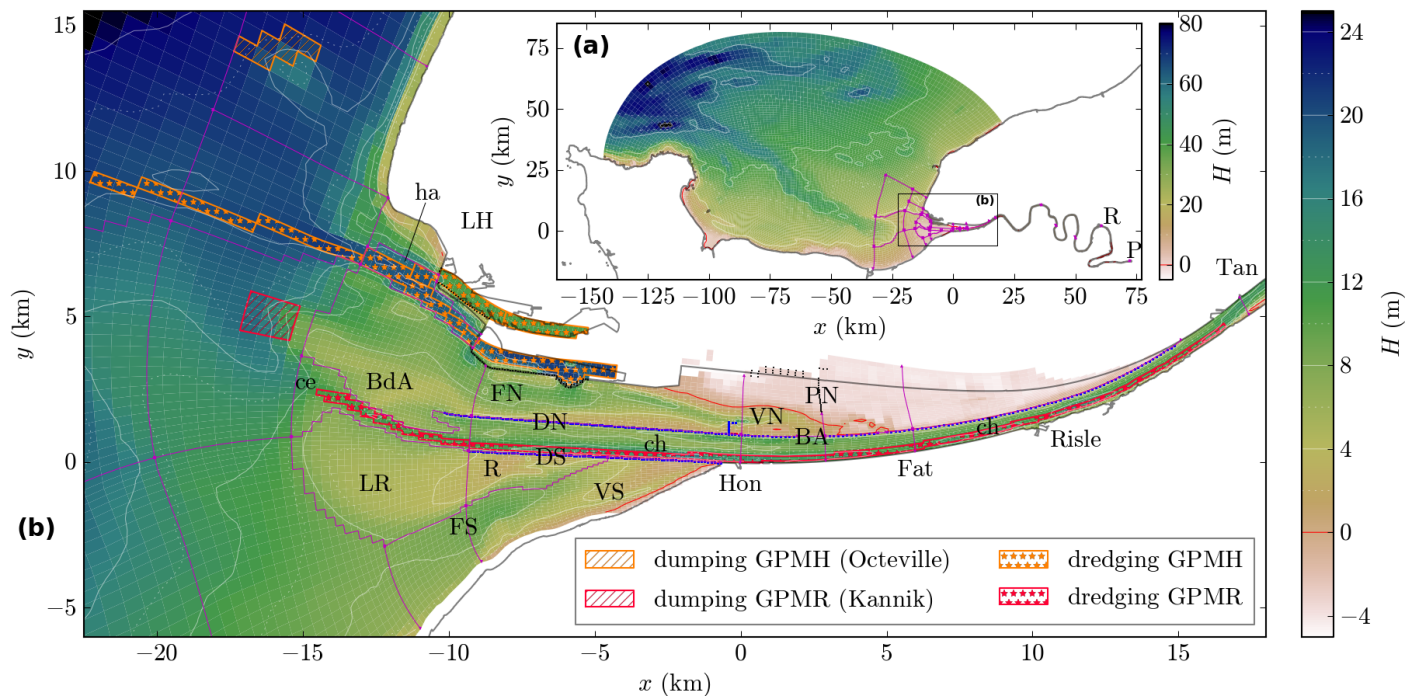 (a)
80
60
40
20
0
H (m)
75
50
25
0
y (km)
−150 −125 −100 −75 −50 −25 0 25 50 75
x (km)
(b)
R
P
15
10
5
0
−5
y (km)
ha
LH
Tan
ce
BdA
FN
PN
VN
DN
BA
ch
ch
Risle
R
DS
LR
VS
Hon
Fat
FS
(b)
dumping GPMH (Octeville)
dredging GPMH
dumping GPMR (Kannik)
dredging GPMR
−20 −15 −10 −5 0 5 10 15
x (km)
24
20
16
12
8
4
0
−4
H (m)